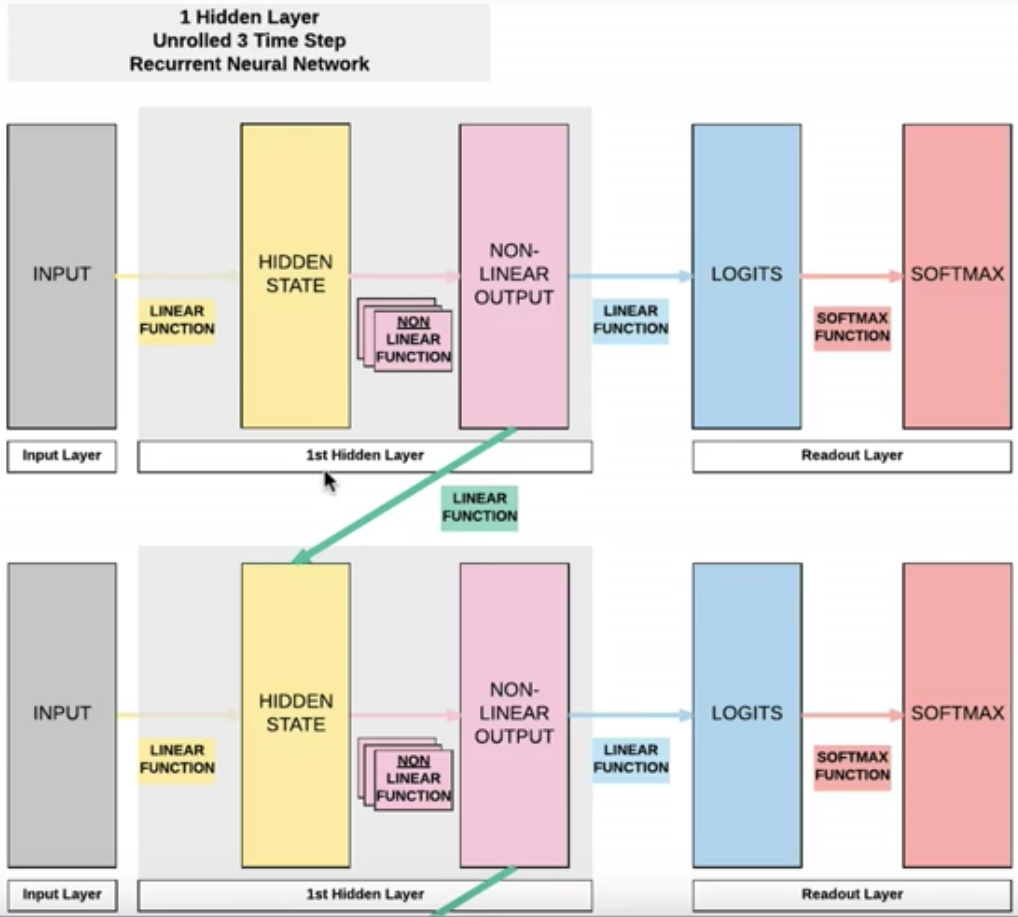 1 Hidden Layer
Unrolled 3 Time Step
Recurrent Neural Network
INPUT
LINEAR
FUNCTION
HIDDEN
STATE
NON
LINEAR
FUNCTION
NON-
LINEAR
OUTPUT
LINEAR
FUNCTION
LOGITS
SOFTMAX
FUNCTION
SOFTMAX
Input Layer
1st Hidden Layer
Readout Layer
LINEAR
FUNCTION
INPUT
LINEAR
FUNCTION
HIDDEN
STATE
NON
LINEAR
FUNCTION
NON-
LINEAR
OUTPUT
LINEAR
FUNCTION
LOGITS
SOFTMAX
FUNCTION
SOFTMAX
Input Layer
1st Hidden Layer
Readout Layer